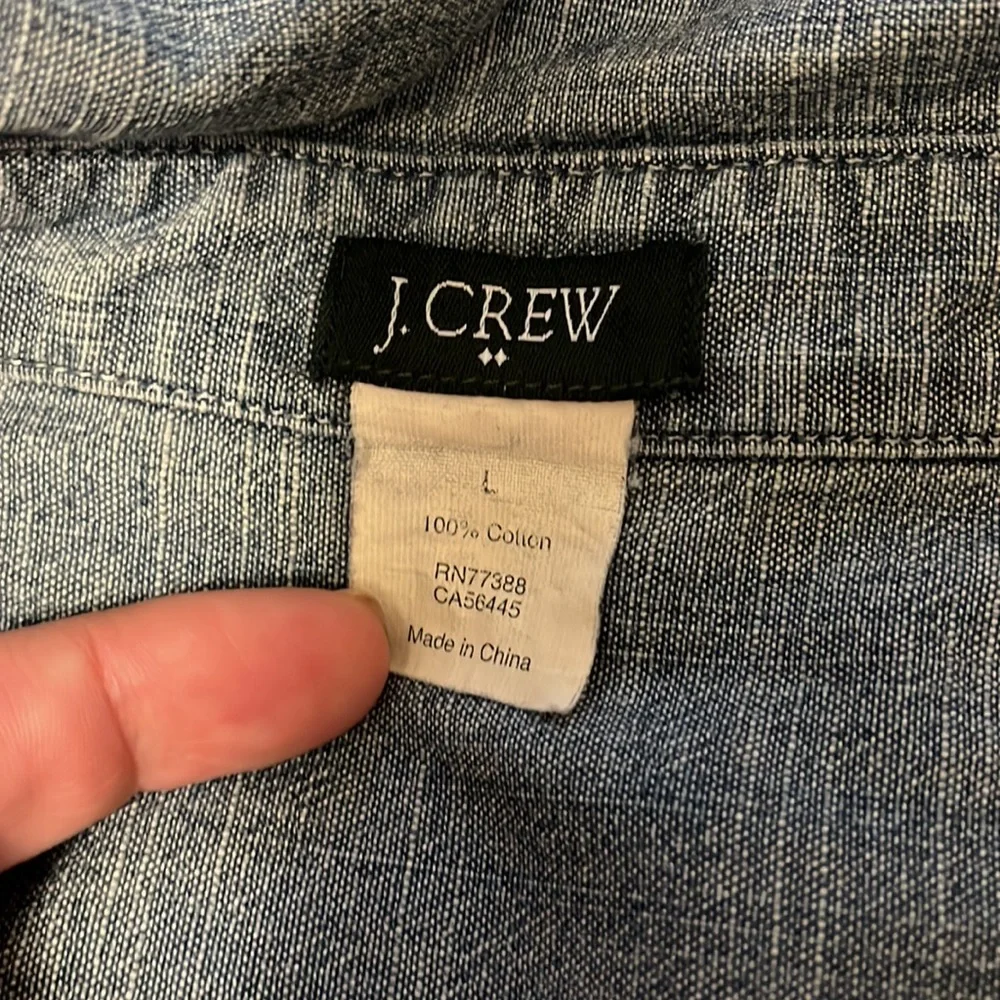 J.CREW
L
100% Cotton
RN77388
CA56445
Made in China